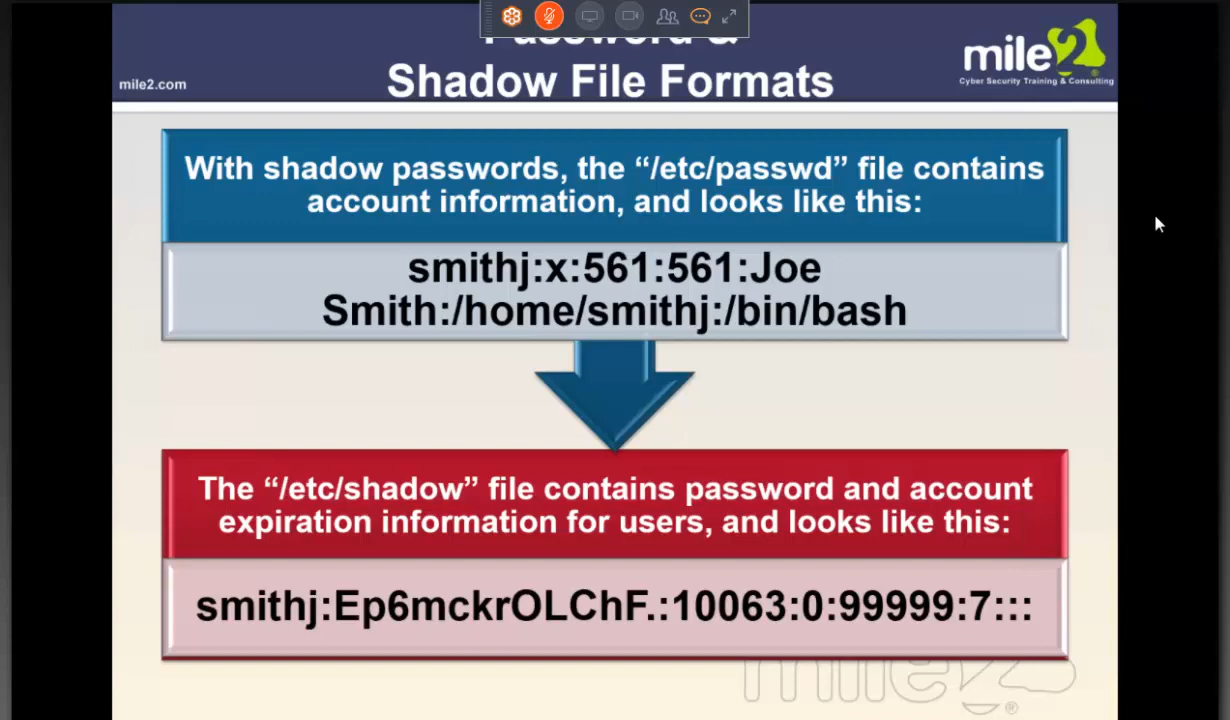 Password &
Shadow File Formats
mile2.com
mile2
Cyber Security Training & Consulting
With shadow passwords, the “/etc/passwd” file contains
account information, and looks like this:
smithj:x:561:561:Joe
Smith:/home/smithj:/bin/bash
The “/etc/shadow” file contains password and account
expiration information for users, and looks like this:
smithj:Ep6mckrOLChF.:10063:0:99999:7:::
mile2
®